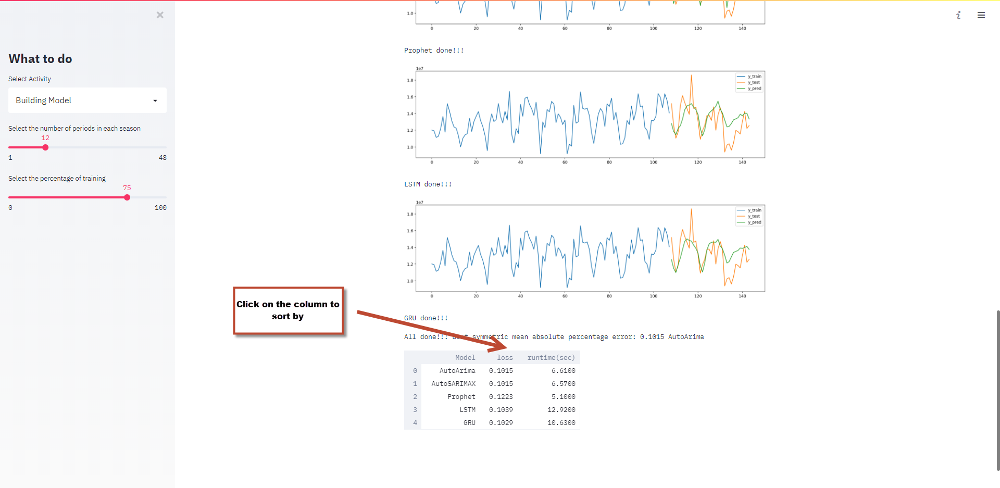 ×
What to do
Select Activity
Building Model
Select the number of periods in each season
12
1 48
Select the percentage of training
75
0 100
1.0
0 20 40 60 80 100 120 140
Prophet done!!!
1e7
1.8
1.6
1.4
1.2
1.0
0 20 40 60 80 100 120 140
y_train
y_test
y_pred
LSTM done!!!
1e7
1.8
1.6
1.4
1.2
1.0
0 20 40 60 80 100 120 140
y_train
y_test
y_pred
Click on the column to
sort by
GRU done!!!
All done!!! Best symmetric mean absolute percentage error: 0.1015 AutoArima
Model loss runtime(sec)
0 AutoArima 0.1015 6.6100
1 AutoSARIMAX 0.1015 6.5700
2 Prophet 0.1223 5.1000
3 LSTM 0.1039 12.9200
4 GRU 0.1029 10.6300